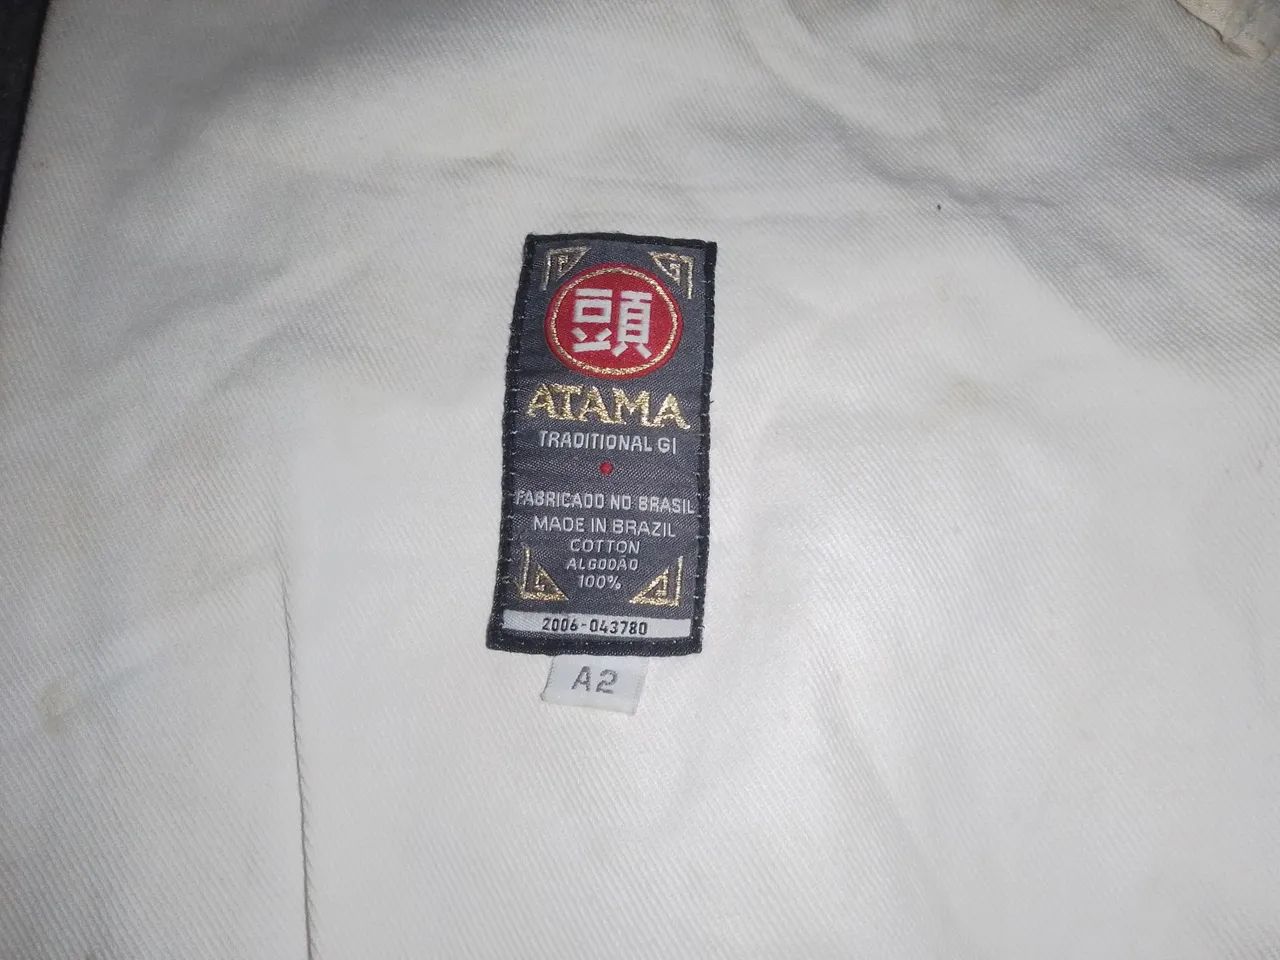 頭
ATAMA
TRADITIONAL GI
FABRICADO NO BRASIL
MADE IN BRAZIL
COTTON
ALGODÃO
100%
2006-043780
A2